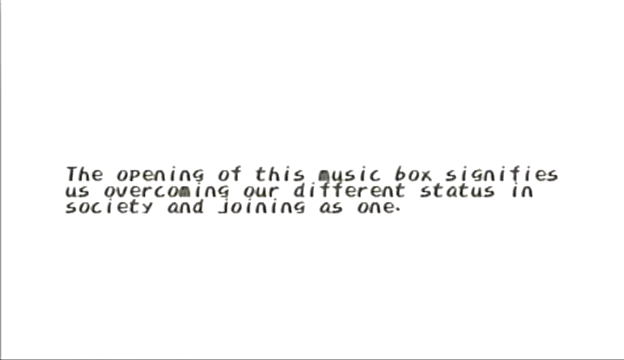 The opening of this music box signifies
us overcoming our different status in
society and joining as one.